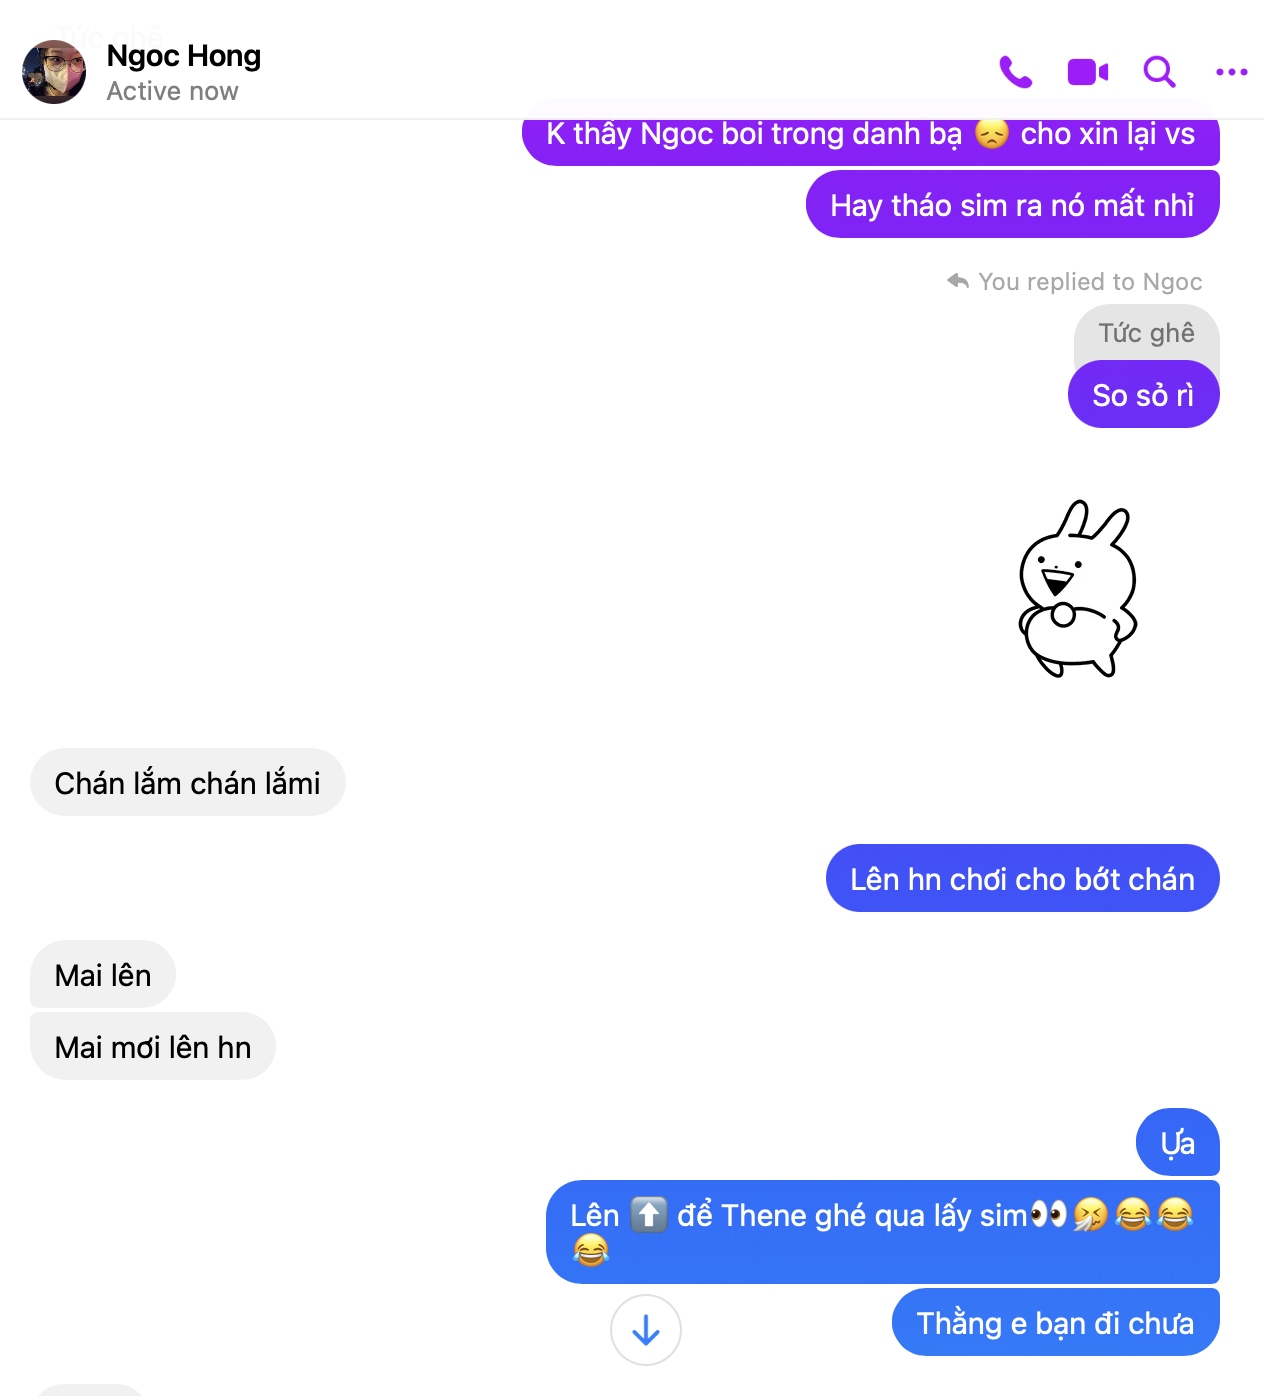 Ngoc Hong
Active now
K thấy Ngoc boi trong danh bạ 😞 cho xin lại vs
Hay tháo sim ra nó mất nhỉ
You replied to Ngoc
Tức ghê
So sỏ rì
Chán lắm chán lắmi
Lên hn chơi cho bớt chán
Mai lên
Mai mơi lên hn
Ựa
Lên ⬆️ để Thene ghé qua lấy sim👀🤧😂😂
😂
Thằng e bạn đi chưa